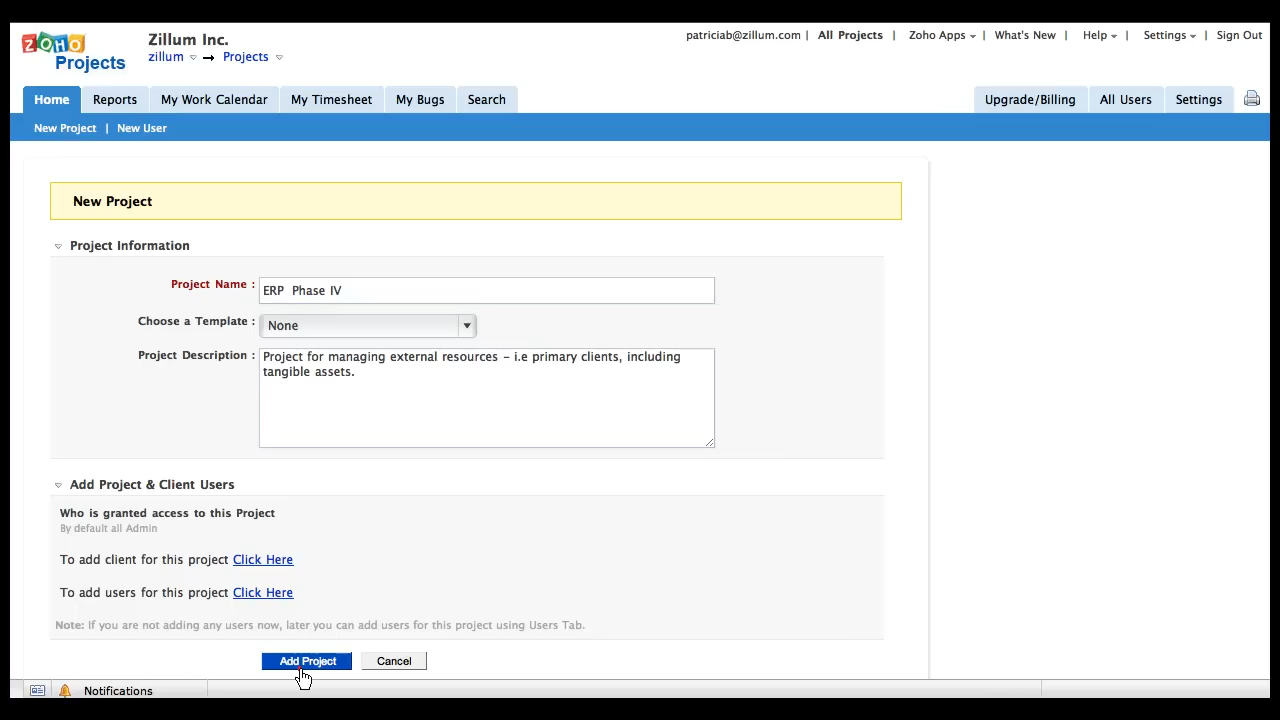 ZOHO Projects
Zillum Inc.
zillum → Projects
patriciab@zillum.com | All Projects | Zoho Apps | What's New | Help | Settings | Sign Out
Home Reports My Work Calendar My Timesheet My Bugs Search Upgrade/Billing All Users Settings
New Project | New User
New Project
Project Information
Project Name : ERP  Phase IV
Choose a Template : None
Project Description : Project for managing external resources – i.e primary clients, including
tangible assets.
Add Project & Client Users
Who is granted access to this Project
By default all Admin
To add client for this project Click Here
To add users for this project Click Here
Note: If you are not adding any users now, later you can add users for this project using Users Tab.
Add Project Cancel
Notifications